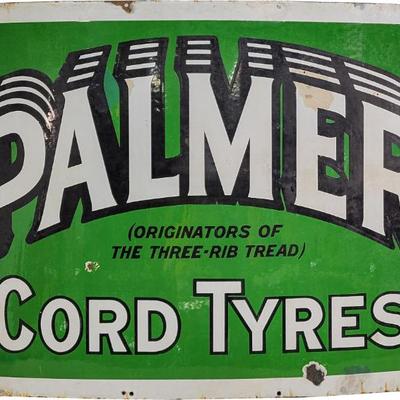 PALMER
(ORIGINATORS OF
THE THREE-RIB TREAD)
CORD TYRES